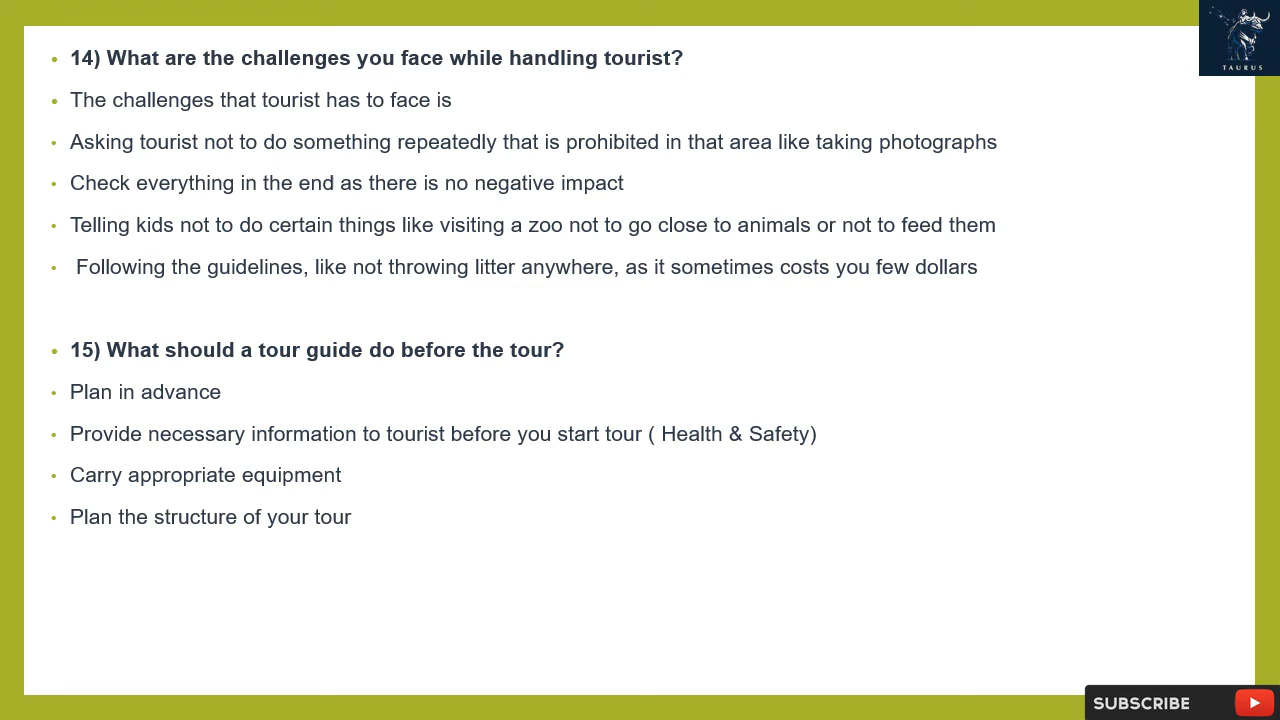 TAURUS
• 14) What are the challenges you face while handling tourist?
• The challenges that tourist has to face is
• Asking tourist not to do something repeatedly that is prohibited in that area like taking photographs
• Check everything in the end as there is no negative impact
• Telling kids not to do certain things like visiting a zoo not to go close to animals or not to feed them
• Following the guidelines, like not throwing litter anywhere, as it sometimes costs you few dollars
• 15) What should a tour guide do before the tour?
• Plan in advance
• Provide necessary information to tourist before you start tour ( Health & Safety)
• Carry appropriate equipment
• Plan the structure of your tour
SUBSCRIBE